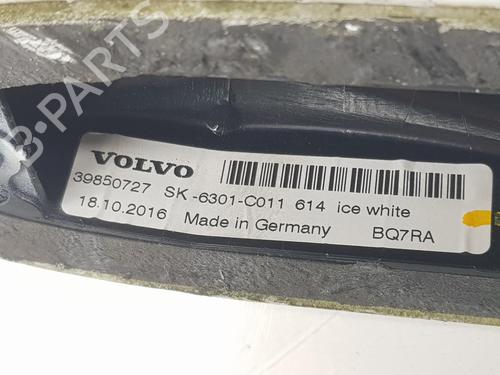 B-PARTS
VOLVO
39850727 SK-6301-C011 614 ice white
18.10.2016 Made in Germany BQ7RA